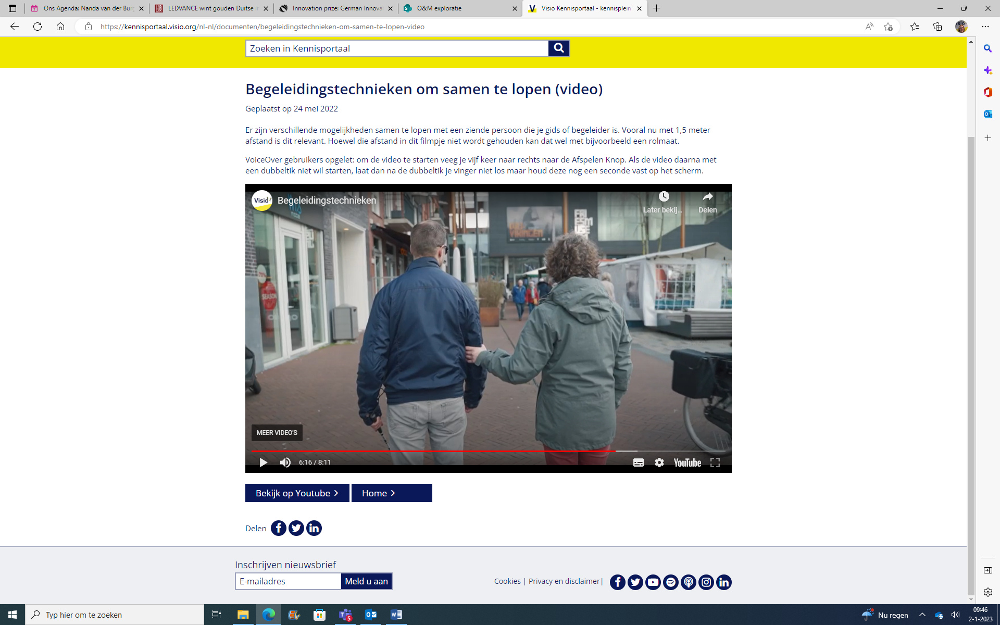 Ons Agenda: Nanda van der Burg
LEDVANCE wint gouden Duitse in
Innovation prize: German Innova
O&M exploratie
Visio Kennisportaal - kennisplein
https://kennisportaal.visio.org/nl-nl/documenten/begeleidingstechnieken-om-samen-te-lopen-video
Zoeken in Kennisportaal
Begeleidingstechnieken om samen te lopen (video)
Geplaatst op 24 mei 2022
Er zijn verschillende mogelijkheden samen te lopen met een ziende persoon die je gids of begeleider is. Vooral nu met 1,5 meter
afstand is dit relevant. Hoewel die afstand in dit filmpje niet wordt gehouden kan dat wel met bijvoorbeeld een rolmaat.
VoiceOver gebruikers opgelet: om de video te starten veeg je vijf keer naar rechts naar de Afspelen Knop. Als de video daarna met
een dubbeltik niet wil starten, laat dan na de dubbeltik je vinger niet los maar houd deze nog een seconde vast op het scherm.
Visio
Begeleidingstechnieken
Later bekij...
Delen
FRI
ESM
USE
VIKINGEN
SEASON
MEER VIDEO'S
6:16 / 8:11
YouTube
Bekijk op Youtube
Home
Delen
Inschrijven nieuwsbrief
E-mailadres
Meld u aan
Cookies | Privacy en disclaimer|
Typ hier om te zoeken
5
Nu regen
09:46
2-1-2023